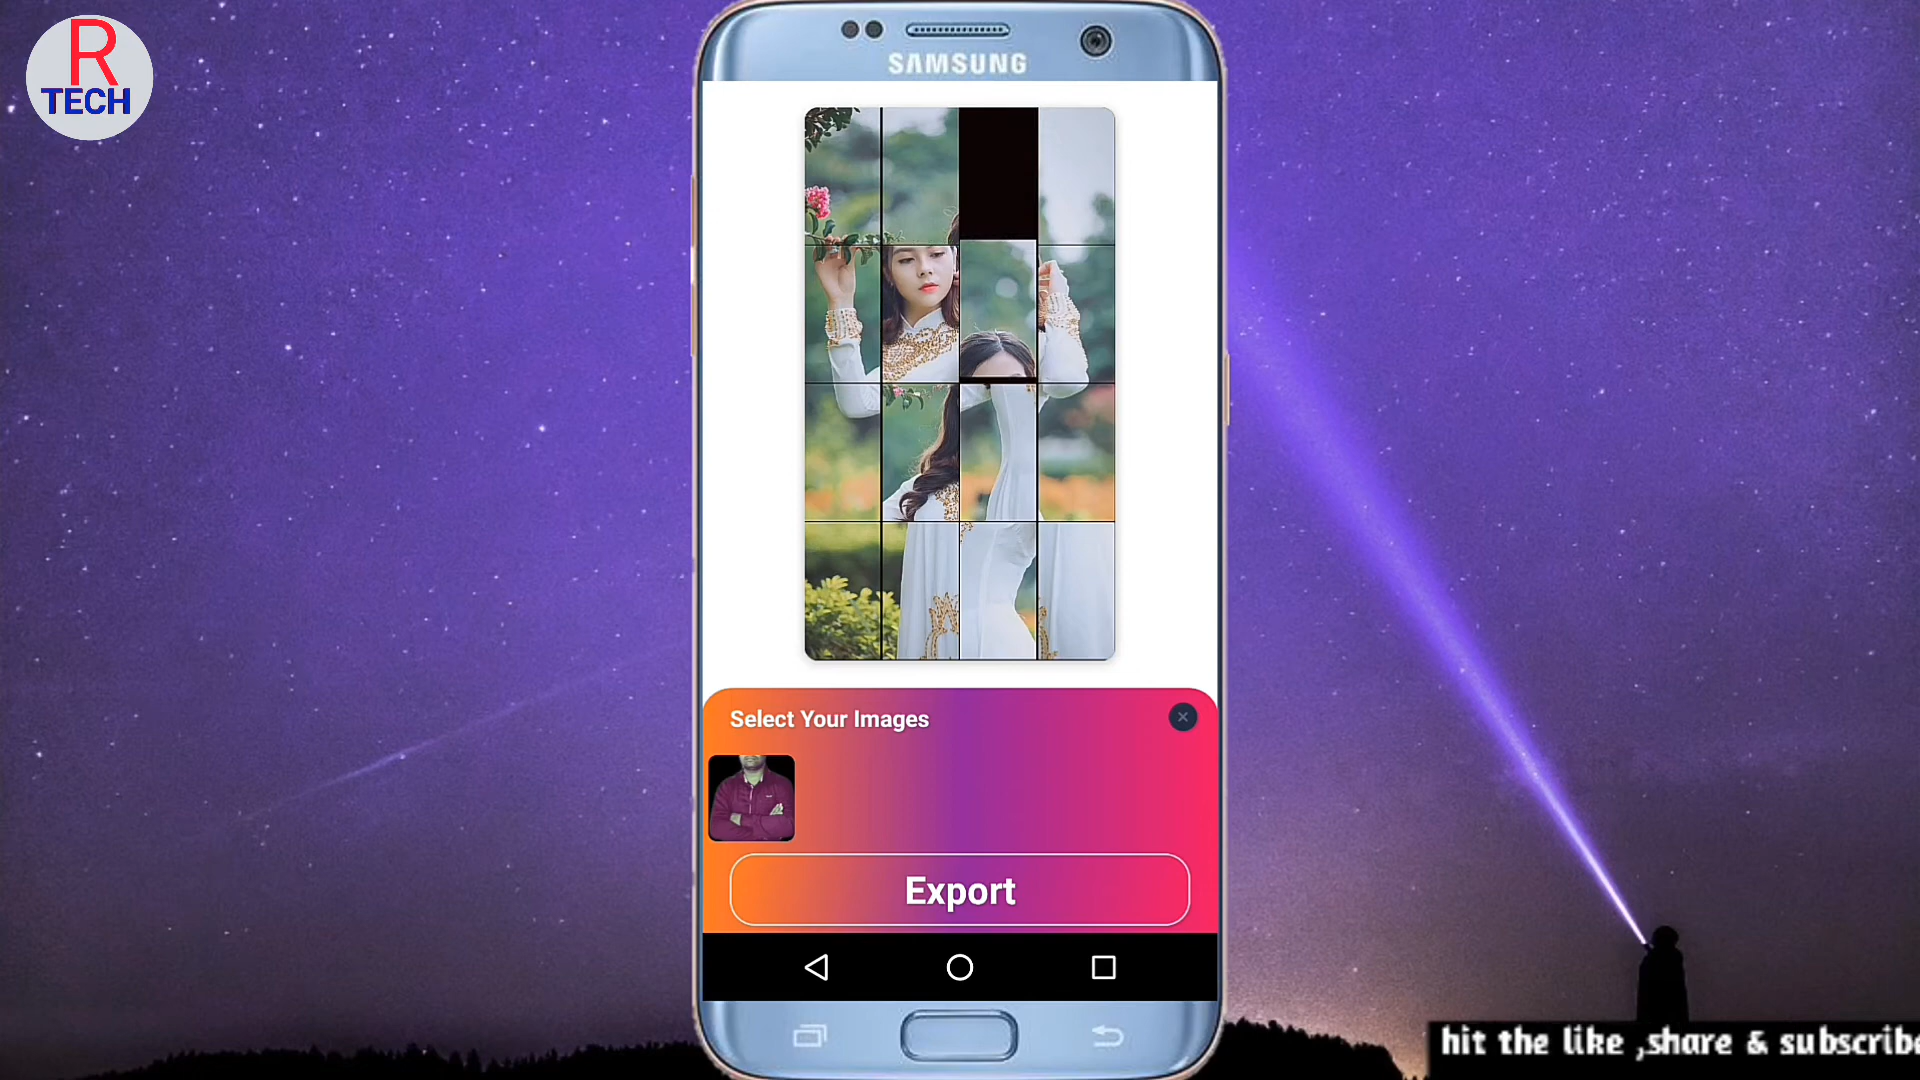 R
TECH
SAMSUNG
Select Your Images
Export
hit the like ,share & subscribe